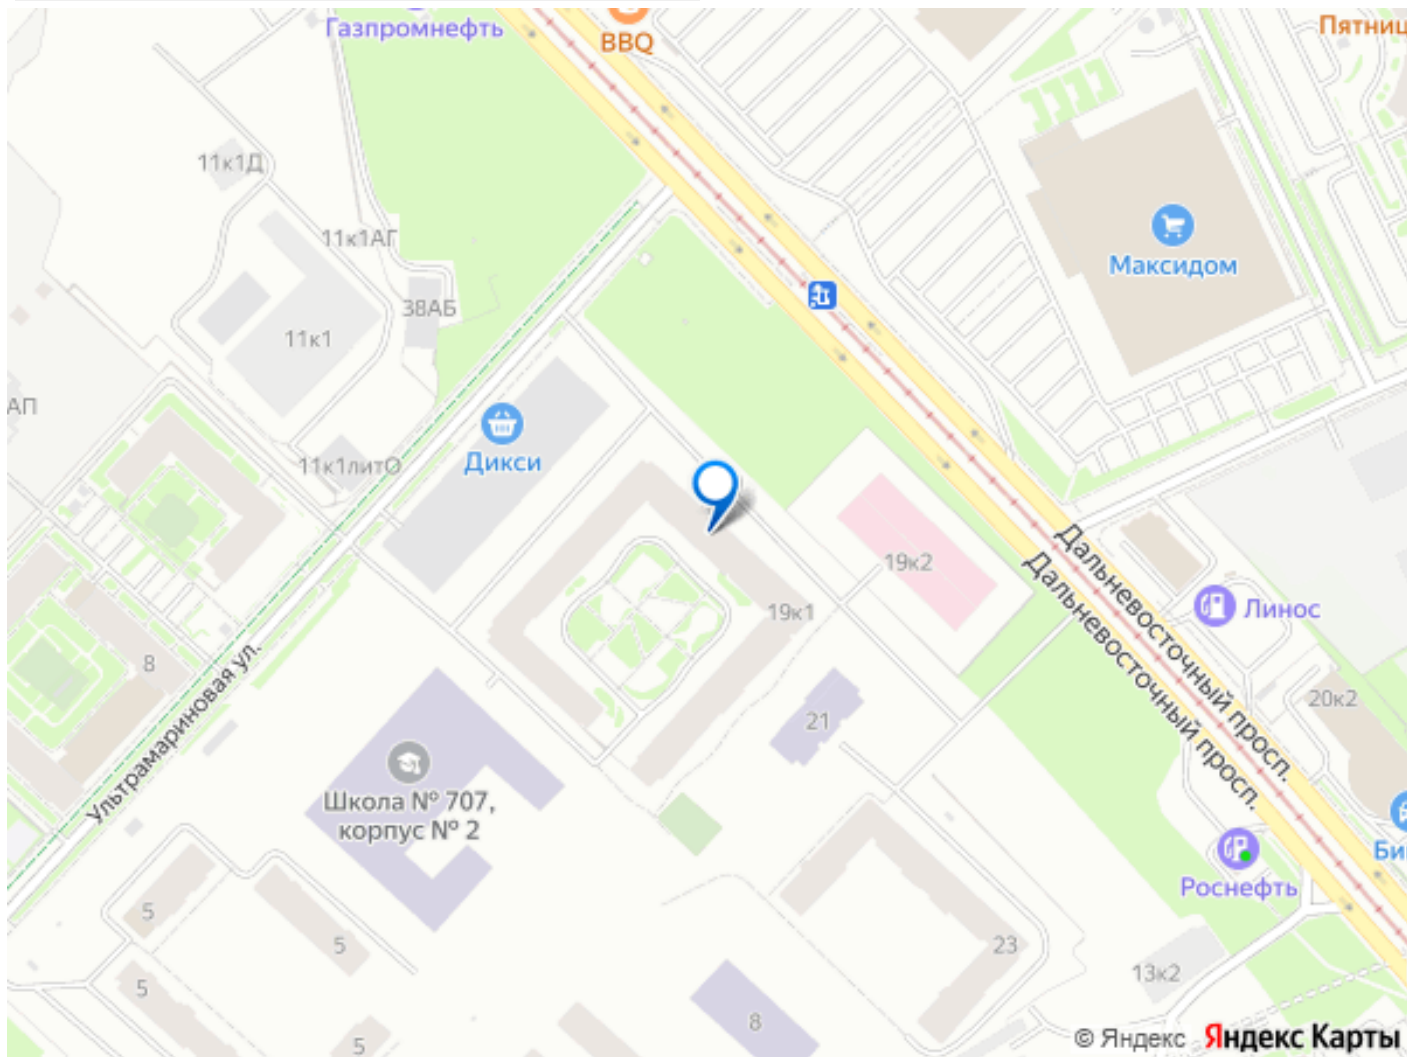 Газпромнефть
BBQ
Пятниц
11к1Д
11к1АГ
Максидом
38АБ
11к1
АП
Дикси
11к1литО
19к2
Дальневосточный просп.
Дальневосточный просп.
19к1
Линос
8
Ультрамариновая ул.
20к2
21
Школа № 707,
корпус № 2
Би
Роснефть
5
5
23
13к2
5
8
5
© Яндекс Яндекс Карты